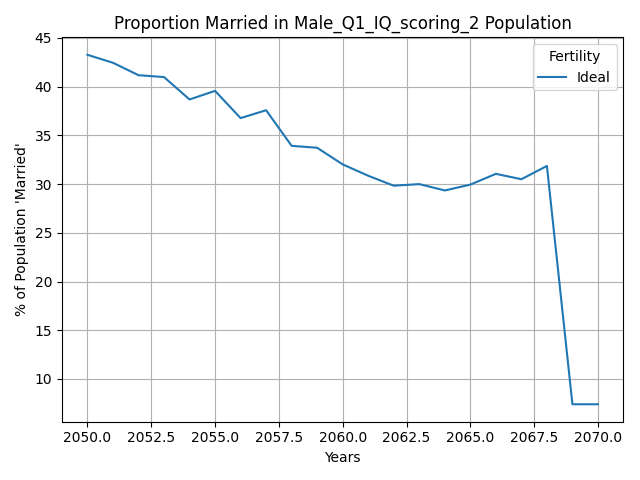 Proportion Married in Male_Q1_IQ_scoring_2 Population
% of Population 'Married'
45
40
35
30
25
20
15
10
Fertility
Ideal
2050.0 2052.5 2055.0 2057.5 2060.0 2062.5 2065.0 2067.5 2070.0
Years